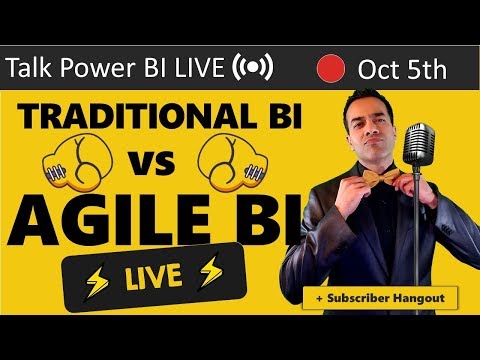 Talk Power BI LIVE
Oct 5th
TRADITIONAL BI
vs
AGILE BI
LIVE
+ Subscriber Hangout